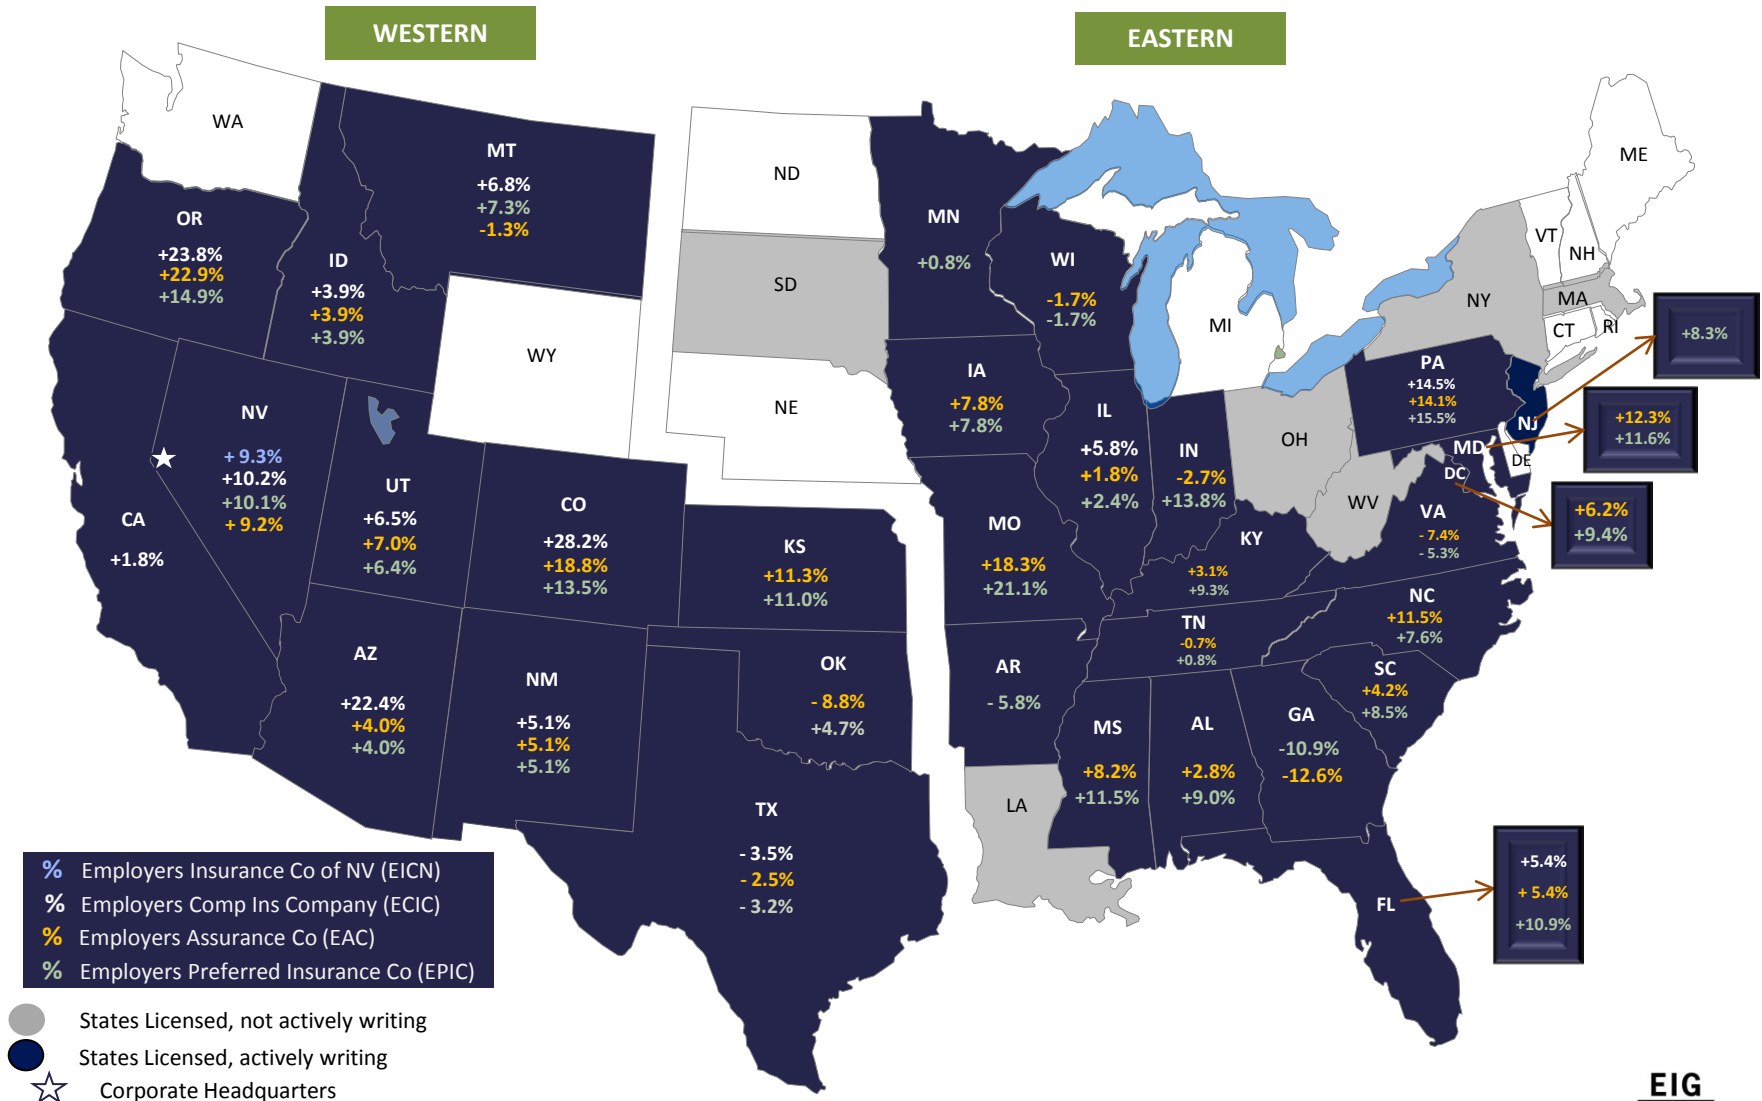 WESTERN
EASTERN
WA
MT
+6.8%
+7.3%
-1.3%
OR
+23.8%
+22.9%
+14.9%
ID
+3.9%
+3.9%
+3.9%
WY
NV
+ 9.3%
+10.2%
+10.1%
+ 9.2%
CA
+1.8%
UT
+6.5%
+7.0%
+6.4%
CO
+28.2%
+18.8%
+13.5%
AZ
+22.4%
+4.0%
+4.0%
NM
+5.1%
+5.1%
+5.1%
ND
SD
NE
KS
+11.3%
+11.0%
OK
- 8.8%
+4.7%
TX
- 3.5%
- 2.5%
- 3.2%
MN
+0.8%
WI
-1.7%
-1.7%
MI
IA
+7.8%
+7.8%
IL
+5.8%
+1.8%
+2.4%
IN
-2.7%
+13.8%
OH
MO
+18.3%
+21.1%
KY
+3.1%
+9.3%
WV
VA
- 7.4%
- 5.3%
AR
- 5.8%
TN
-0.7%
+0.8%
NC
+11.5%
+7.6%
SC
+4.2%
+8.5%
MS
+8.2%
+11.5%
AL
+2.8%
+9.0%
GA
-10.9%
-12.6%
LA
FL
+5.4%
+ 5.4%
+10.9%
ME
VT
NH
NY
MA
CT
RI
PA
+14.5%
+14.1%
+15.5%
NJ
+8.3%
MD
+12.3%
+11.6%
DE
DC
+6.2%
+9.4%
% Employers Insurance Co of NV (EICN)
% Employers Comp Ins Company (ECIC)
% Employers Assurance Co (EAC)
% Employers Preferred Insurance Co (EPIC)
States Licensed, not actively writing
States Licensed, actively writing
Corporate Headquarters
EIG